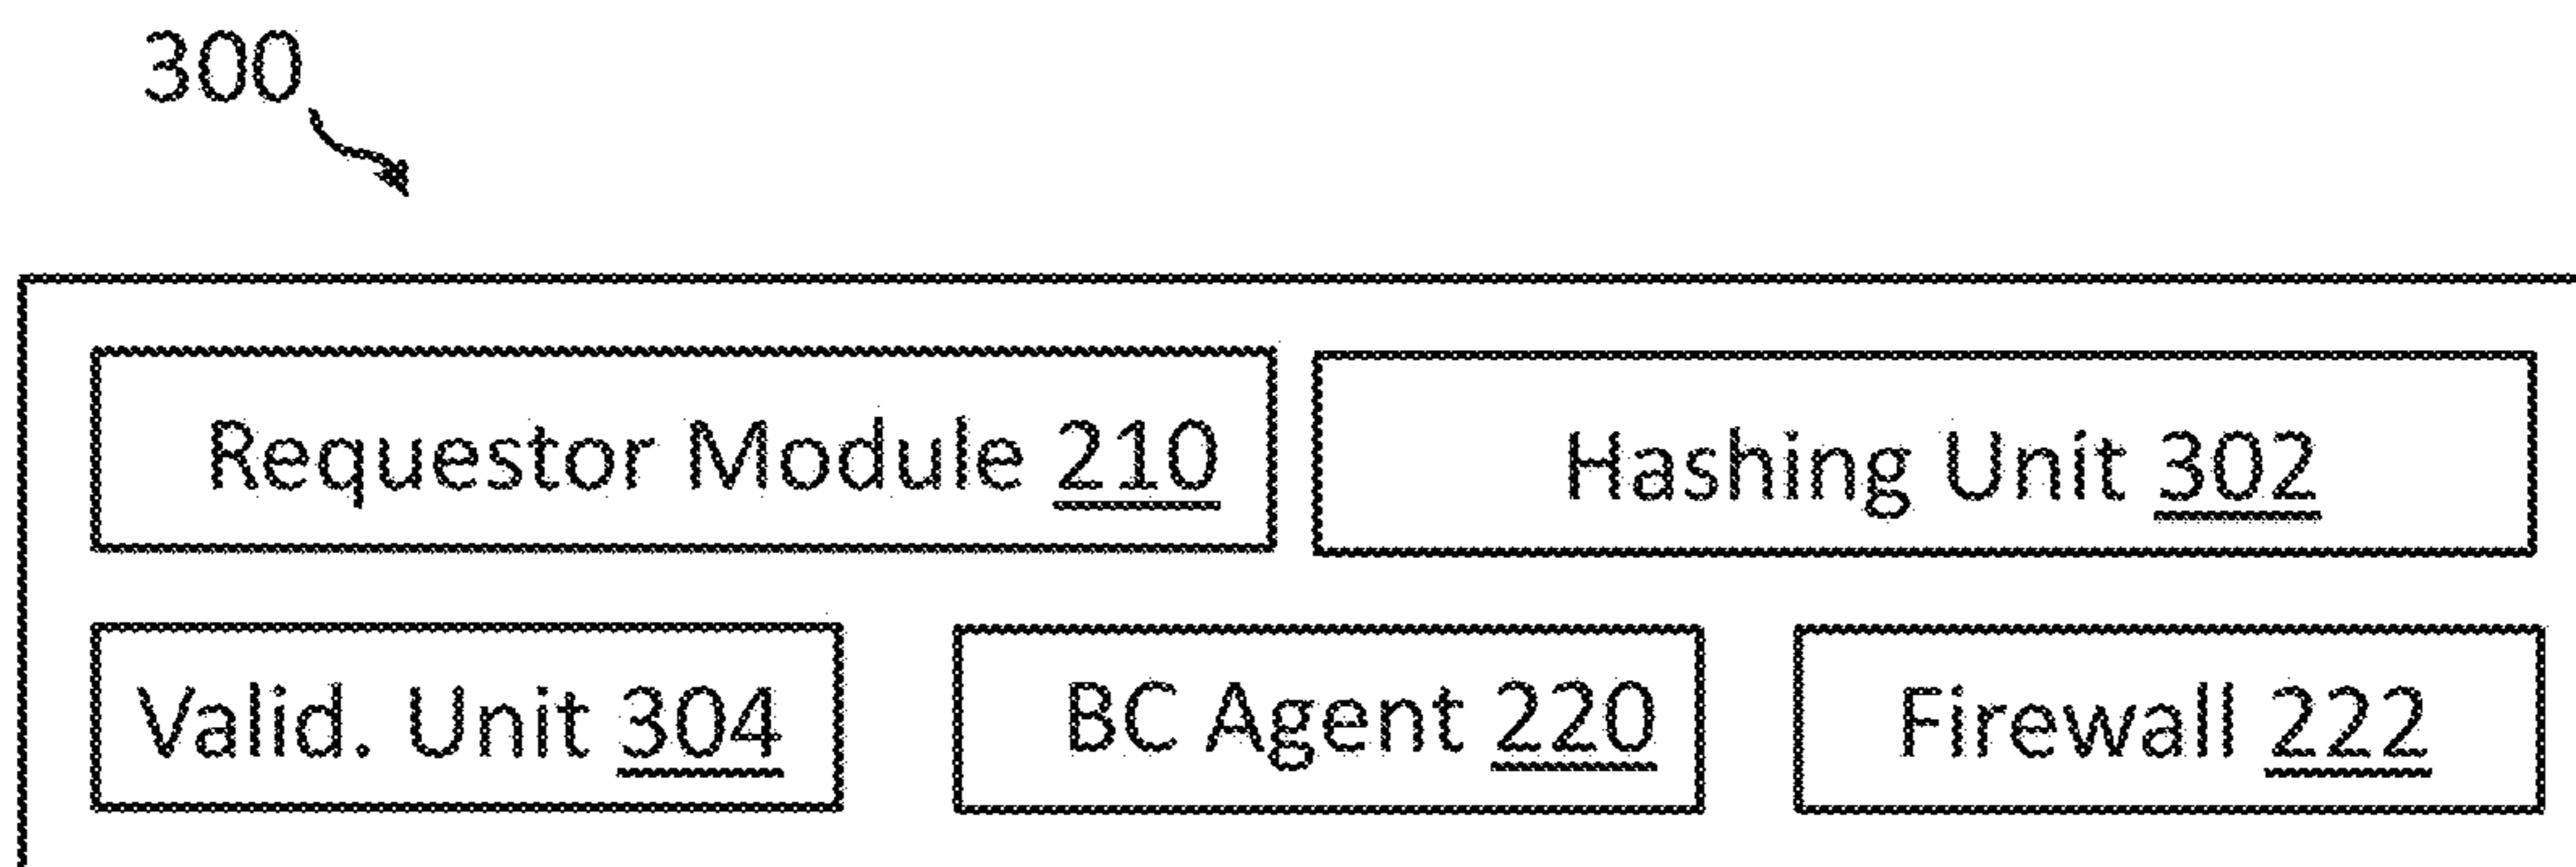 300
Requestor Module 210 Hashing Unit 302
Valid. Unit 304 BC Agent 220 Firewall 222